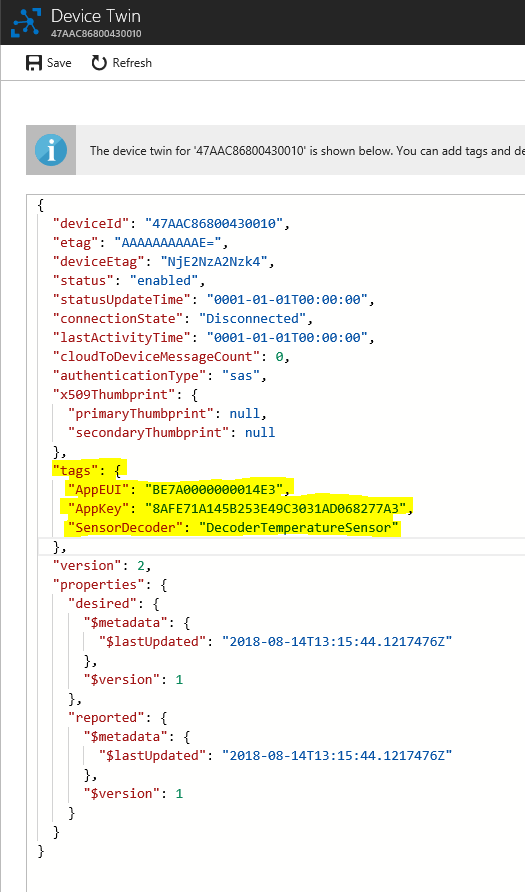 Device Twin
47AAC86800430010
Save Refresh
The device twin for '47AAC86800430010' is shown below. You can add tags and de
{
"deviceId": "47AAC86800430010",
"etag": "AAAAAAAAAAE=",
"deviceEtag": "NjE2NzA2Nzk4",
"status": "enabled",
"statusUpdateTime": "0001-01-01T00:00:00",
"connectionState": "Disconnected",
"lastActivityTime": "0001-01-01T00:00:00",
"cloudToDeviceMessageCount": 0,
"authenticationType": "sas",
"x509Thumbprint": {
"primaryThumbprint": null,
"secondaryThumbprint": null
},
"tags": {
"AppEUI": "BE7A0000000014E3",
"AppKey": "8AFE71A145B253E49C3031AD068277A3",
"SensorDecoder": "DecoderTemperatureSensor"
},
"version": 2,
"properties": {
"desired": {
"$metadata": {
"$lastUpdated": "2018-08-14T13:15:44.1217476Z"
},
"$version": 1
},
"reported": {
"$metadata": {
"$lastUpdated": "2018-08-14T13:15:44.1217476Z"
},
"$version": 1
}
}
}